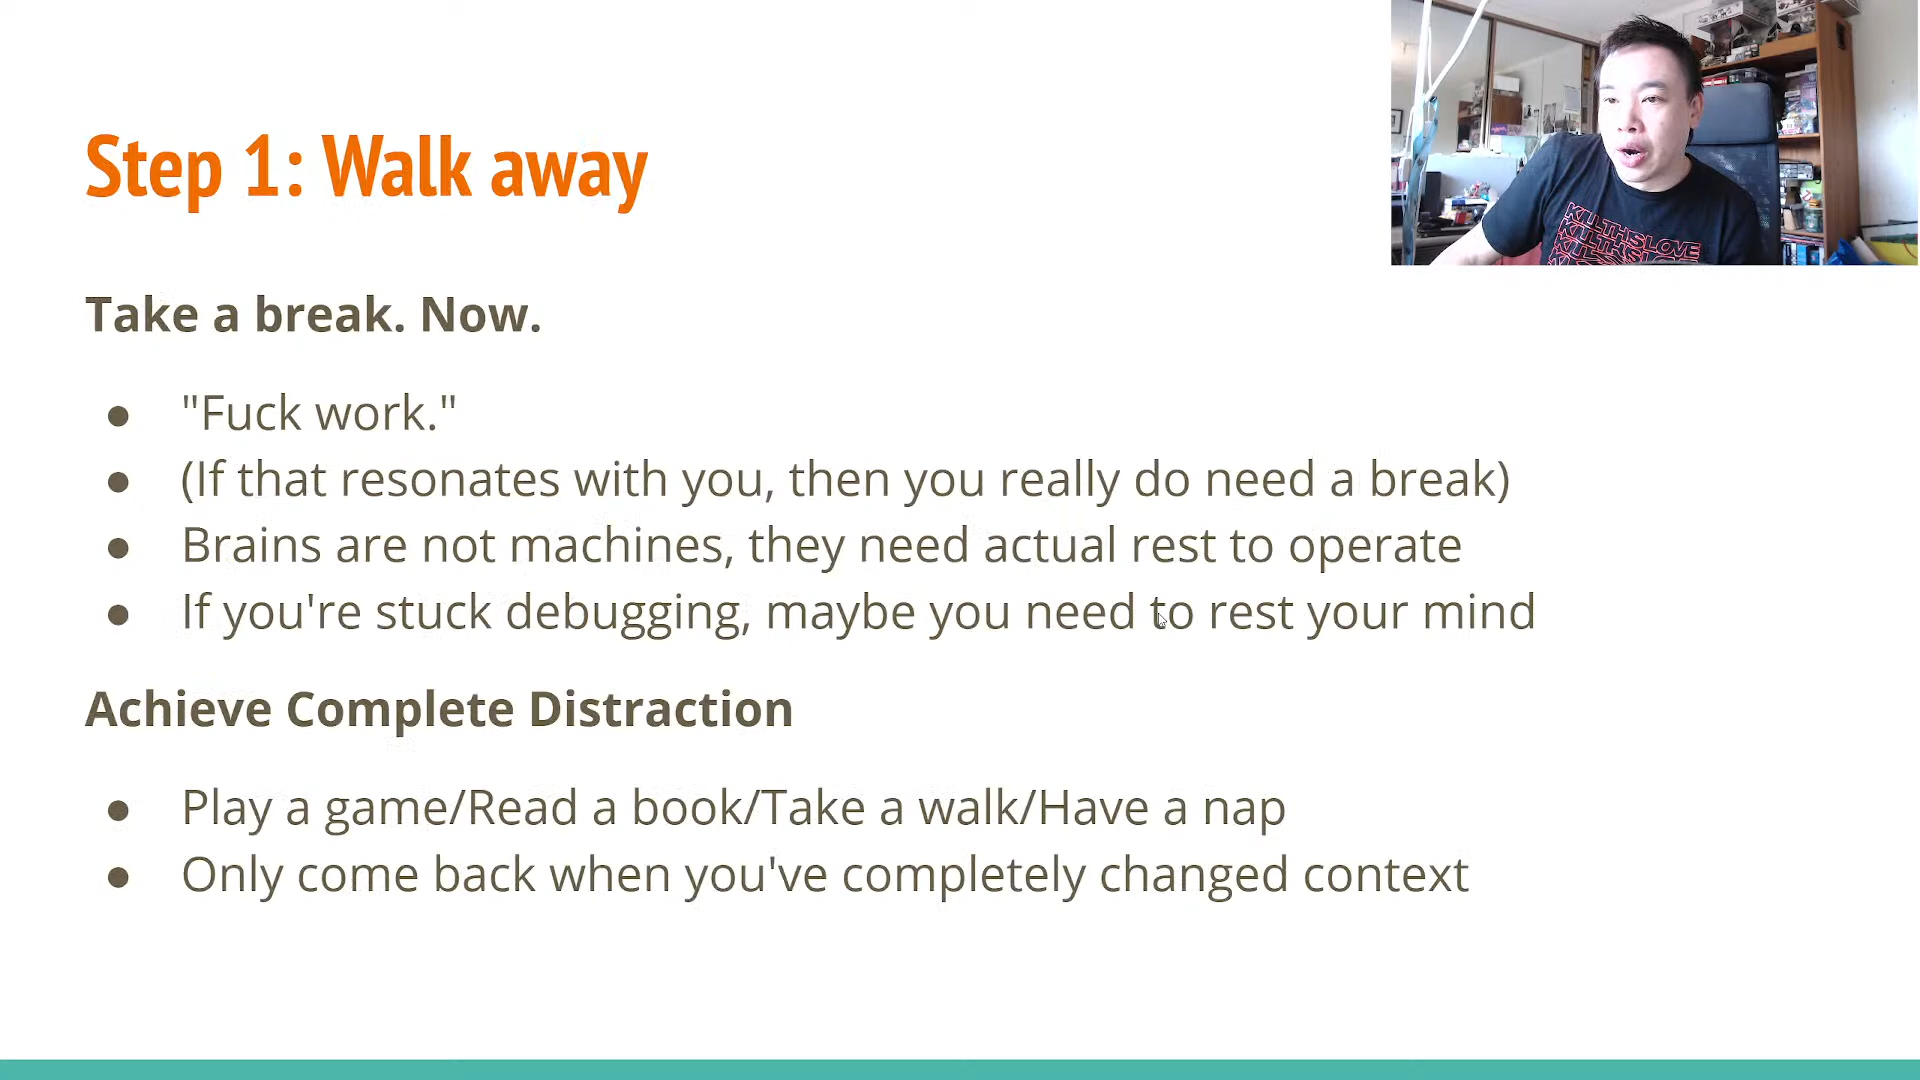 Step 1: Walk away
Take a break. Now.
● "Fuck work."
● (If that resonates with you, then you really do need a break)
● Brains are not machines, they need actual rest to operate
● If you're stuck debugging, maybe you need to rest your mind
Achieve Complete Distraction
● Play a game/Read a book/Take a walk/Have a nap
● Only come back when you've completely changed context
KILLTHISLOVE
KILLTHISLOVE